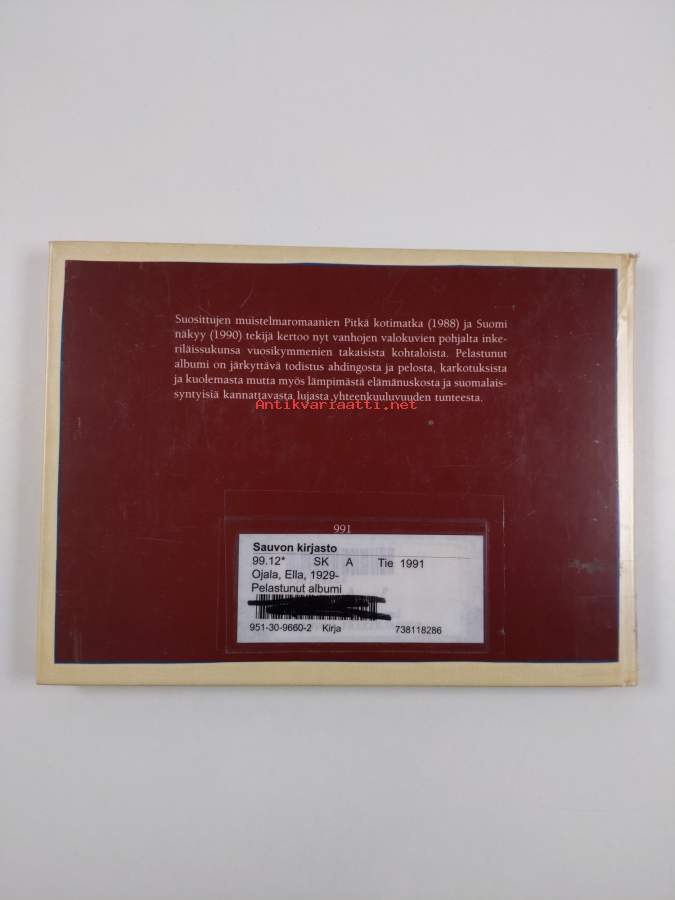 Suosittujen muistelmaromaanien Pitkä kotimatka (1988) ja Suomi
näkyy (1990) tekijä kertoo nyt vanhojen valokuvien pohjalta inke-
riläissukunsa vuosikymmenien takaisista kohtaloista. Pelastunut
albumi on järkyttävä todistus ahdingosta ja pelosta, karkotuksista
ja kuolemasta mutta myös lämpimästä elämänuskosta ja suomalais-
syntyisiä kannattavasta lujasta yhteenkuuluvuuden tunteesta.
Antikvariaatti.net
991
Sauvon kirjasto
99.12* SK A Tie 1991
Ojala, Ella, 1929-
Pelastunut albumi
951-30-9660-2 Kirja 738118286